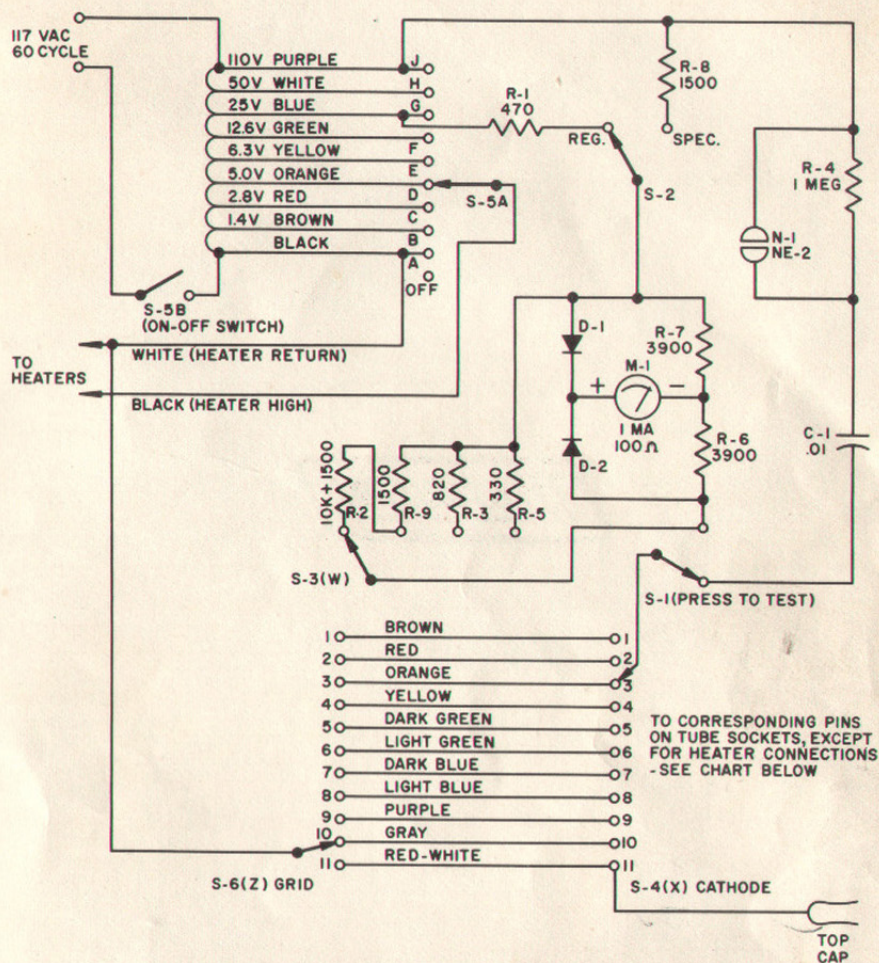 117 VAC
60 CYCLE
110V PURPLE
J
50V WHITE
H
25V BLUE
G
12.6V GREEN
6.3V YELLOW
F
5.0V ORANGE
E
2.8V RED
D
1.4V BROWN
C
BLACK
B
A
OFF
S-5A
S-5B
(ON-OFF SWITCH)
R-1
470
REG.
SPEC.
R-8
1500
S-2
R-4
1 MEG
N-1
NE-2
TO
HEATERS
WHITE (HEATER RETURN)
BLACK (HEATER HIGH)
D-1
R-7
3900
M-1
+
-
1 MA
100Ω
D-2
R-6
3900
C-1
.01
10K+1500
R-2
1500
R-9
820
R-3
330
R-5
S-3(W)
S-1(PRESS TO TEST)
1 BROWN 1
2 RED 2
3 ORANGE 3
4 YELLOW 4
5 DARK GREEN 5
6 LIGHT GREEN 6
7 DARK BLUE 7
8 LIGHT BLUE 8
9 PURPLE 9
10 GRAY 10
11 RED-WHITE 11
TO CORRESPONDING PINS
ON TUBE SOCKETS, EXCEPT
FOR HEATER CONNECTIONS
-SEE CHART BELOW
S-6(Z) GRID
S-4(X) CATHODE
TOP
CAP